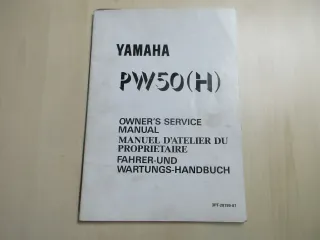 YAMAHA
PW50(H)
OWNER'S SERVICE
MANUAL
MANUEL D'ATELIER DU
PROPRIETAIRE
FAHRER-UND
WARTUNGS-HANDBUCH